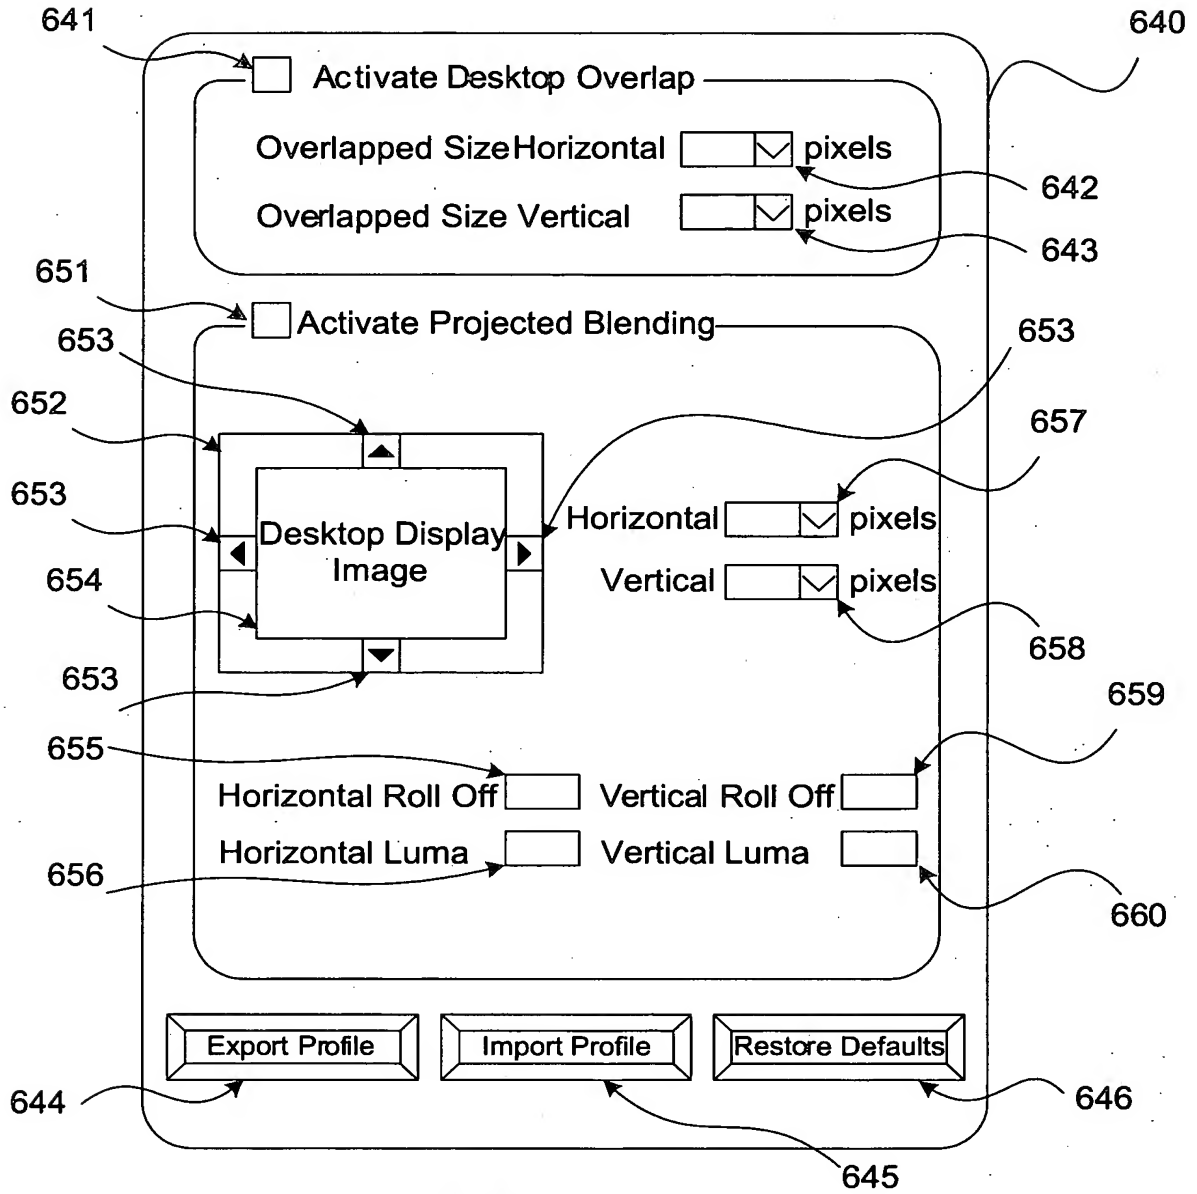 641
640
Activate Desktop Overlap
Overlapped Size Horizontal pixels
642
Overlapped Size Vertical pixels
643
651
Activate Projected Blending
653
653
652
657
653
Horizontal pixels
Desktop Display
Image
654
Vertical pixels
658
653
659
655
Horizontal Roll Off Vertical Roll Off
Horizontal Luma Vertical Luma
656
660
Export Profile Import Profile Restore Defaults
644
646
645